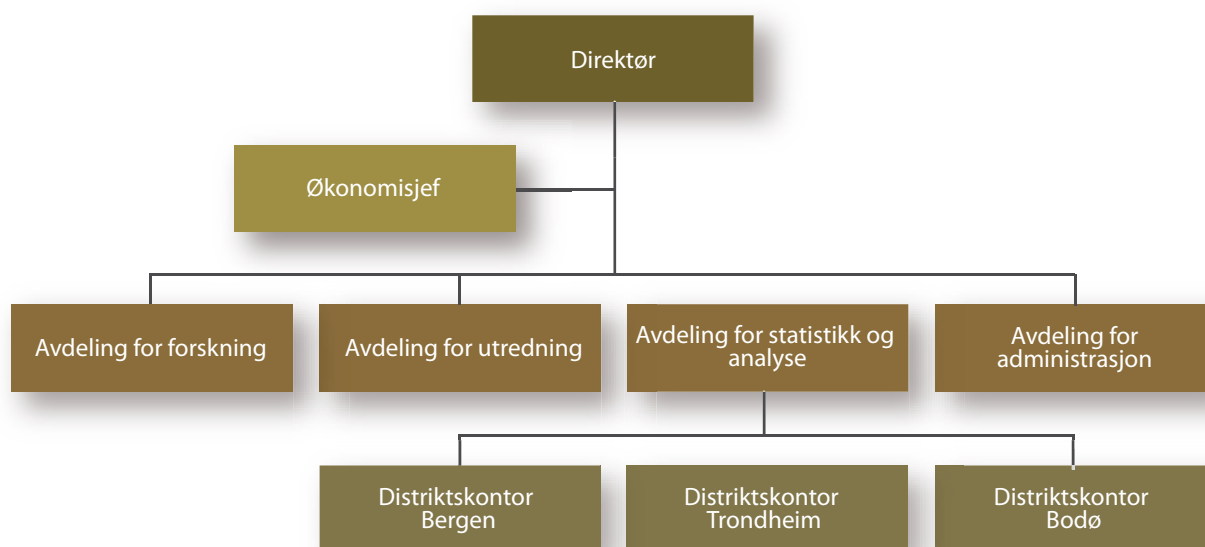 Direktør
Økonomisjef
Avdeling for forskning
Avdeling for utredning
Avdeling for statistikk og
analyse
Avdeling for
administrasjon
Distriktskontor
Bergen
Distriktskontor
Trondheim
Distriktskontor
Bodø